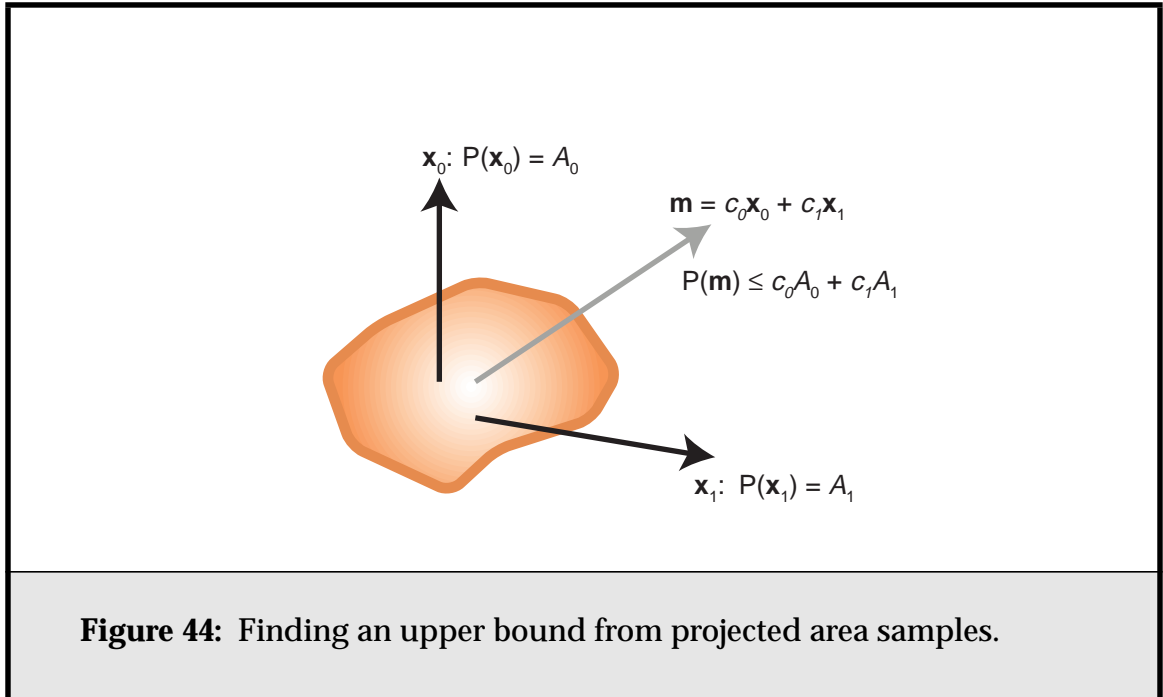 x₀: P(x₀) = A₀
m = c₀x₀ + c₁x₁
P(m) ≤ c₀A₀ + c₁A₁
x₁: P(x₁) = A₁
Figure 44: Finding an upper bound from projected area samples.